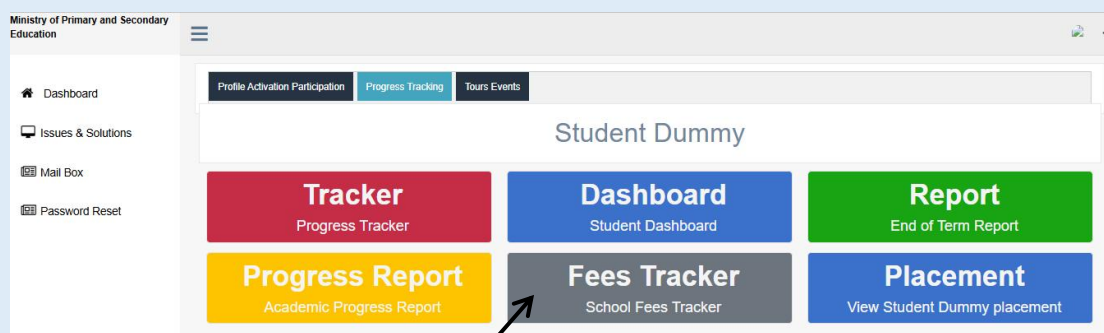 Ministry of Primary and Secondary
Education
Dashboard
Issues & Solutions
Mail Box
Password Reset
Profile Activation Participation
Progress Tracking
Tours Events
Student Dummy
Tracker
Progress Tracker
Dashboard
Student Dashboard
Report
End of Term Report
Progress Report
Academic Progress Report
Fees Tracker
School Fees Tracker
Placement
View Student Dummy placement